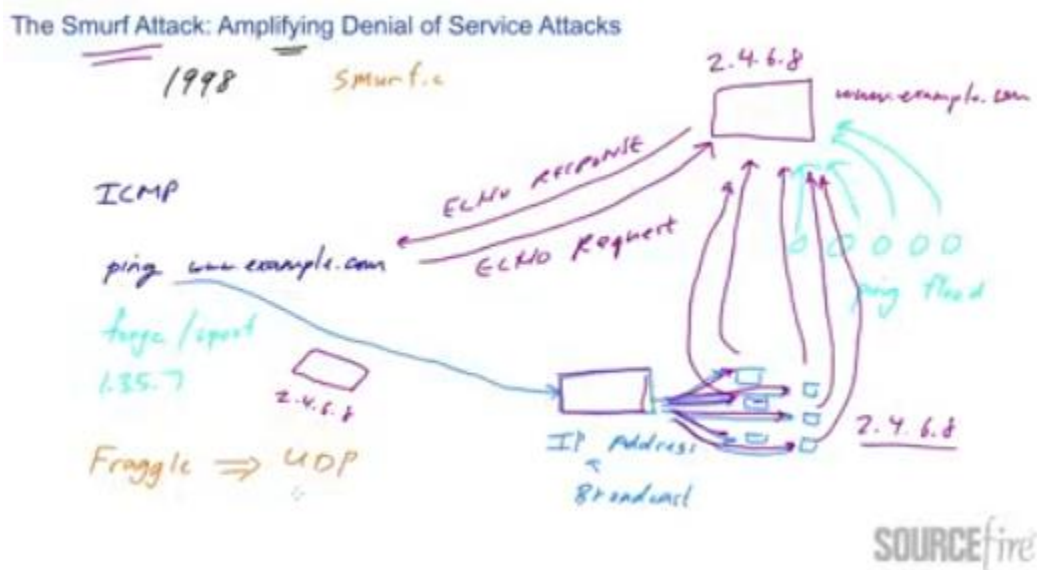 The Smurf Attack: Amplifying Denial of Service Attacks
1998
Smurf.c
2.4.6.8
www.example.com
ICMP
ECHO RESPONSE
ECHO Request
ping www.example.com
ping flood
forge / spoof
1.3.5.7
2.4.6.8
IP Address
Broadcast
2.4.6.8
Fraggle ⇒ UDP
SOURCEfire